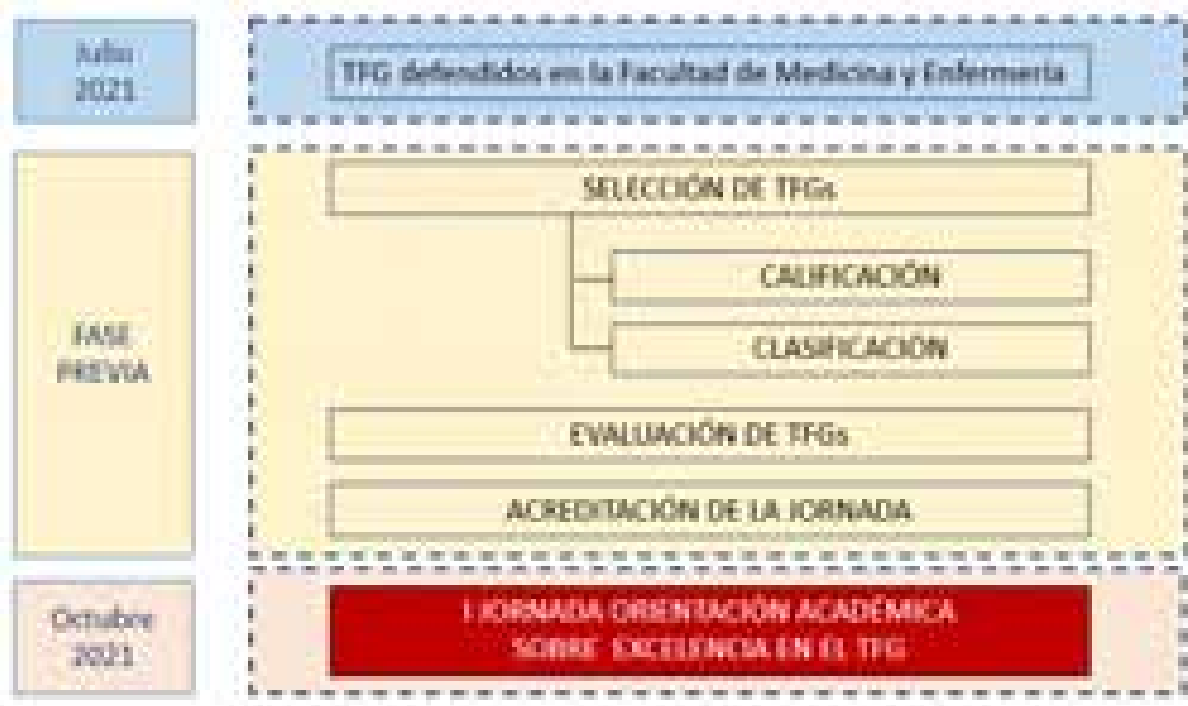 Julio
2021
TFG defendidos en la Facultad de Medicina y Enfermería
SELECCIÓN DE TFGs
CALIFICACIÓN
CLASIFICACIÓN
FASE
PREVIA
EVALUACIÓN DE TFGs
ACREDITACIÓN DE LA JORNADA
Octubre
2021
I JORNADA ORIENTACIÓN ACADÉMICA
SOBRE EXCELENCIA EN EL TFG